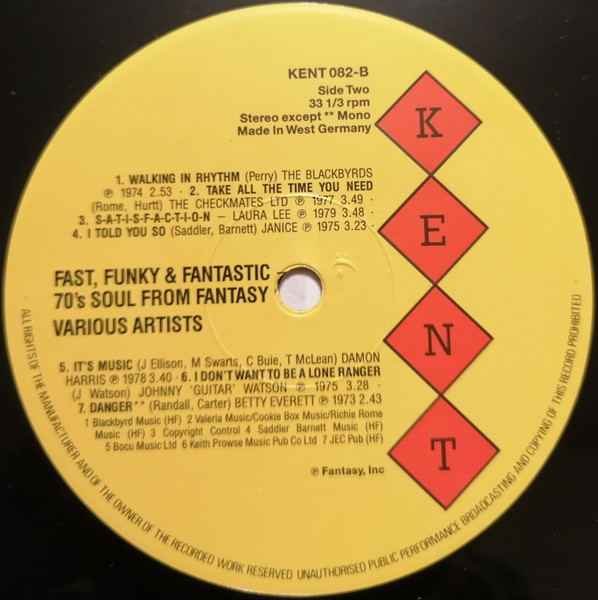 KENT 082-B
Side Two
33 1/3 rpm
Stereo except ** Mono
Made In West Germany
K
E
N
T
1. WALKING IN RHYTHM (Perry) THE BLACKBYRDS
℗ 1974 2.53 · 2. TAKE ALL THE TIME YOU NEED
(Rome, Hurtt) THE CHECKMATES LTD ℗ 1977 3.49 ·
3. S-A-T-I-S-F-A-C-T-I-O-N – LAURA LEE ℗ 1979 3.48 ·
4. I TOLD YOU SO (Saddler, Barnett) JANICE ℗ 1975 3.23 ·
FAST, FUNKY & FANTASTIC –
70's SOUL FROM FANTASY
VARIOUS ARTISTS
5. IT'S MUSIC (J Ellison, M Swarts, C Buie, T McLean) DAMON
HARRIS ℗ 1978 3.40 · 6. I DON'T WANT TO BE A LONE RANGER
(J Watson) JOHNNY 'GUITAR' WATSON ℗ 1975 3.28 ·
7. DANGER** (Randall, Carter) BETTY EVERETT ℗ 1973 2.43
1 Blackbyrd Music (HF) 2 Valeria Music/Cookie Box Music/Richie Rome
Music (HF) 3 Copyright Control 4 Saddler Barnett Music (HF)
5 Bocu Music Ltd 6 Keith Prowse Music Pub Co Ltd 7 JEC Pub (HF)
℗ Fantasy, Inc
ALL RIGHTS OF THE MANUFACTURER AND OF THE OWNER OF THE RECORDED WORK RESERVED UNAUTHORISED PUBLIC PERFORMANCE BROADCASTING AND COPYING OF THIS RECORD PROHIBITED